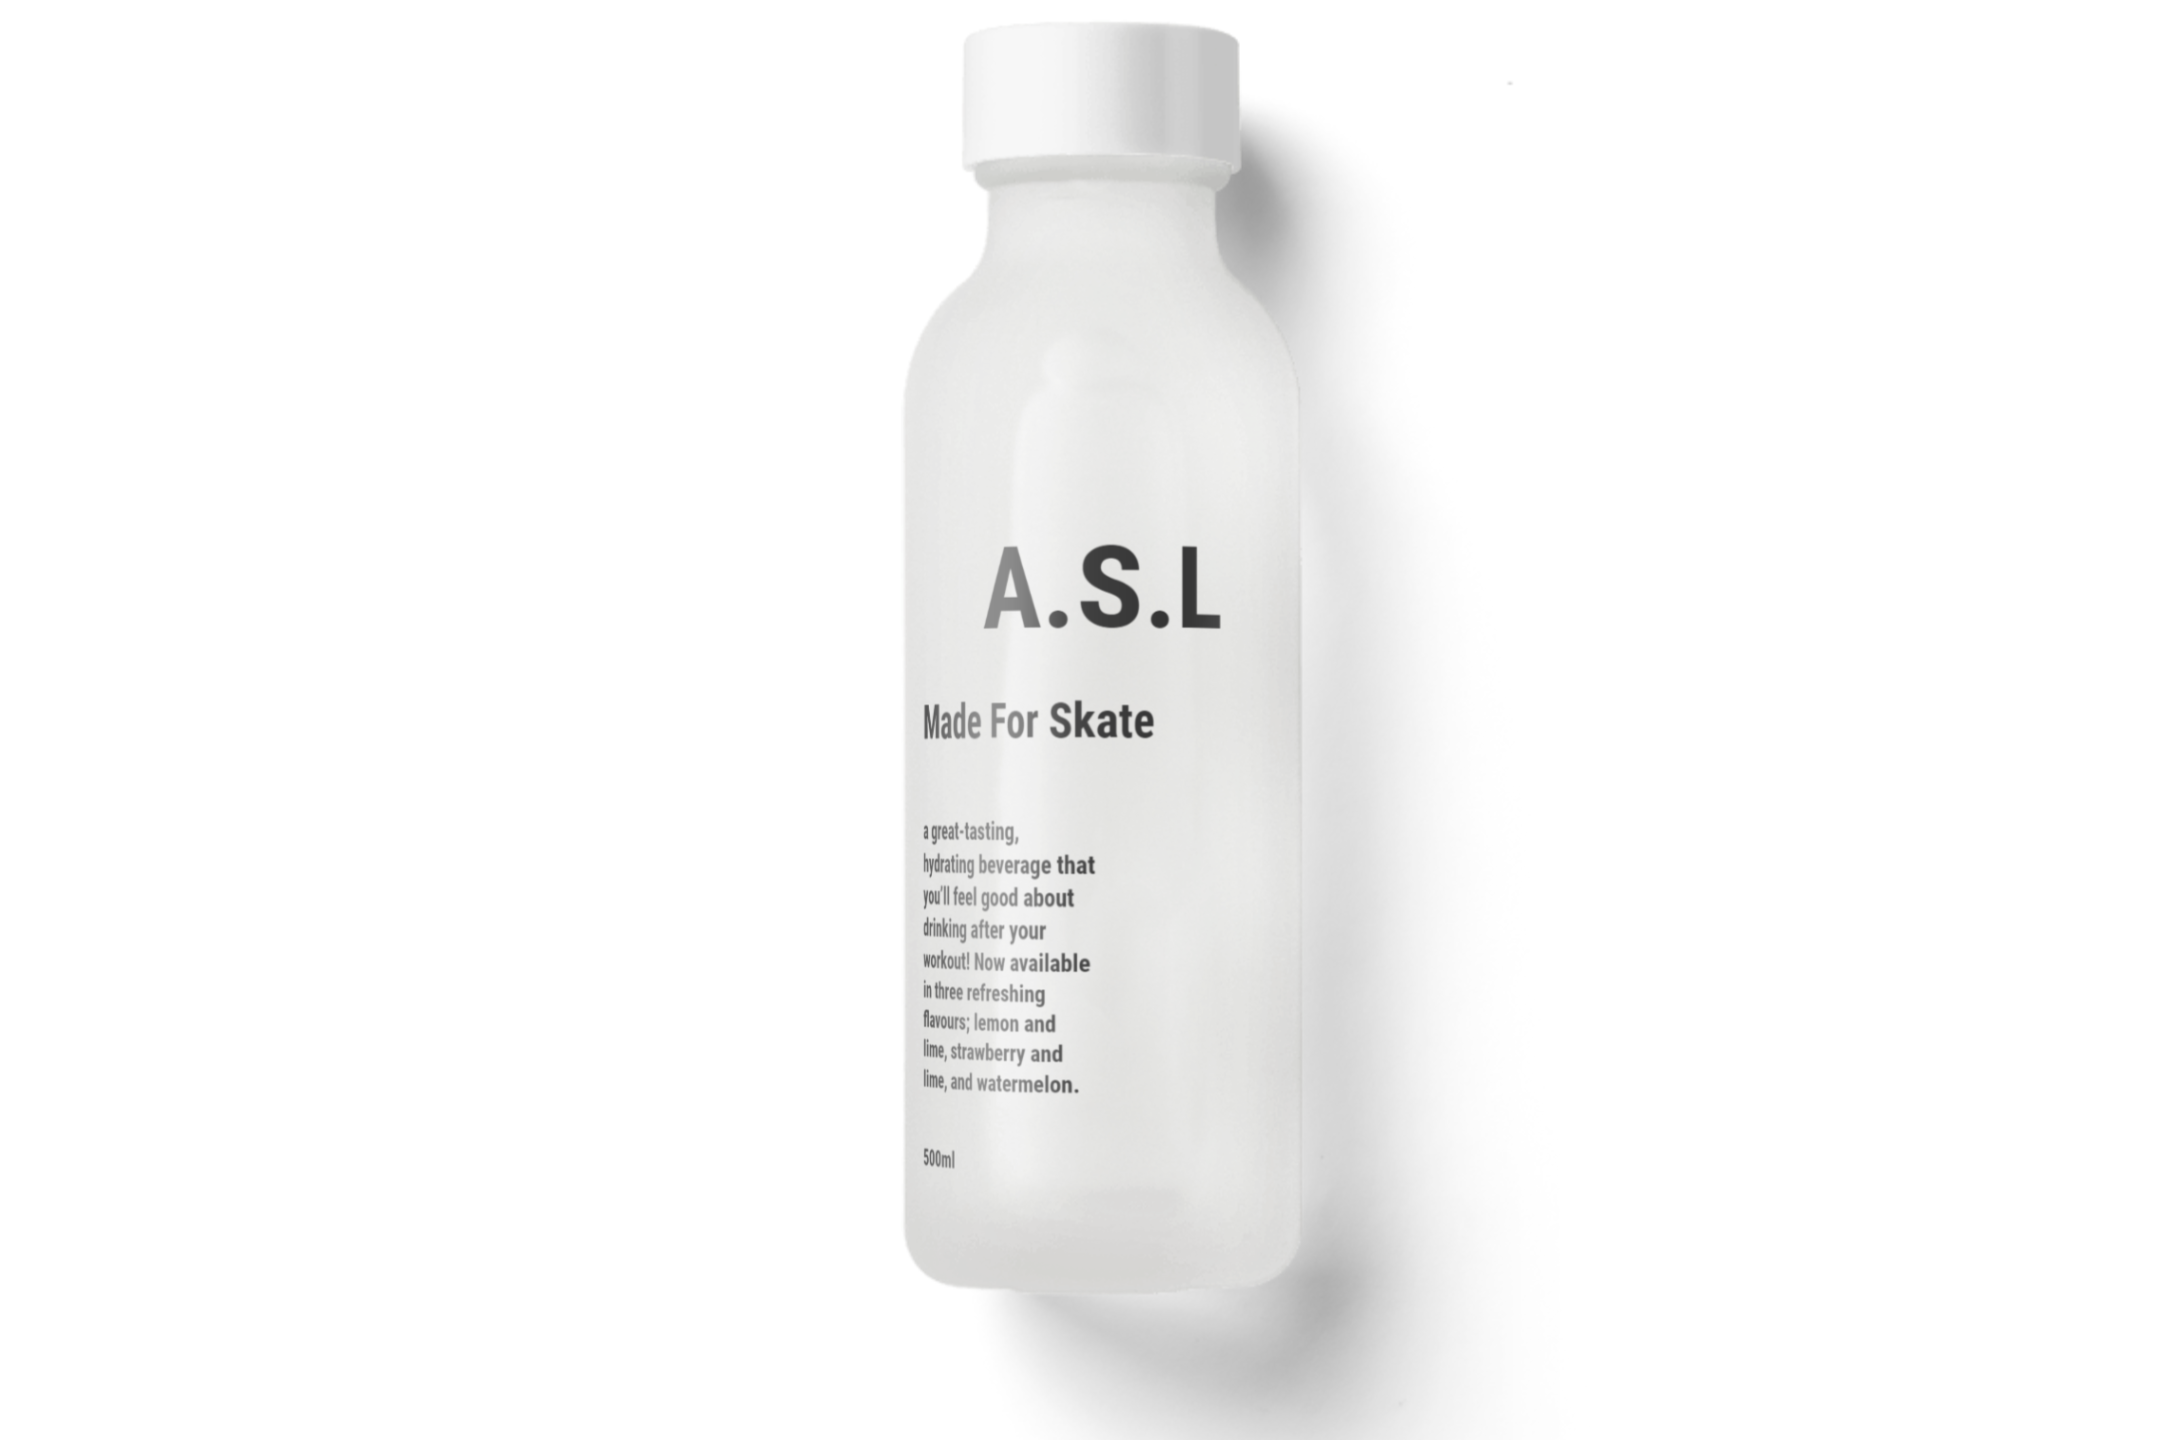 A.S.L
Made For Skate
a great-tasting,
hydrating beverage that
you'll feel good about
drinking after your
workout! Now available
in three refreshing
flavours; lemon and
lime, strawberry and
lime, and watermelon.
500ml